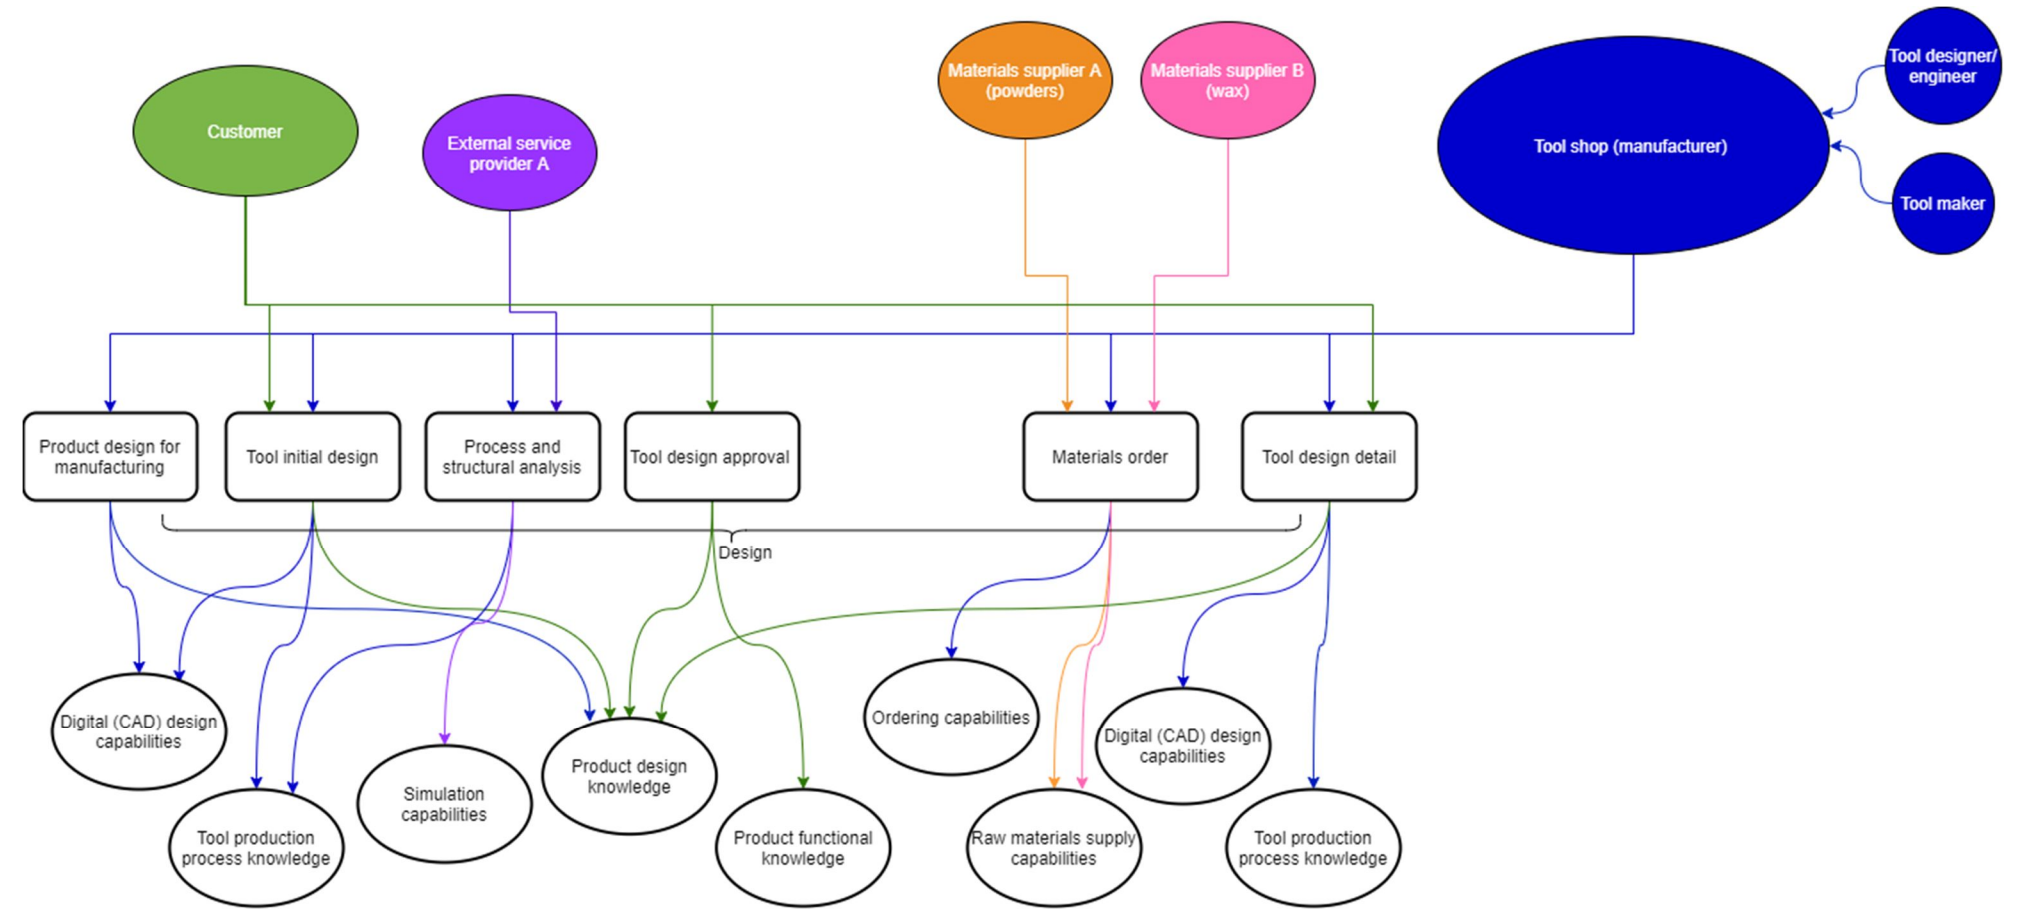 Customer
External service
provider A
Materials supplier A
(powders)
Materials supplier B
(wax)
Tool shop (manufacturer)
Tool designer/
engineer
Tool maker
Product design for
manufacturing
Tool initial design
Process and
structural analysis
Tool design approval
Materials order
Tool design detail
Design
Digital (CAD) design
capabilities
Tool production
process knowledge
Simulation
capabilities
Product design
knowledge
Product functional
knowledge
Ordering capabilities
Raw materials supply
capabilities
Digital (CAD) design
capabilities
Tool production
process knowledge